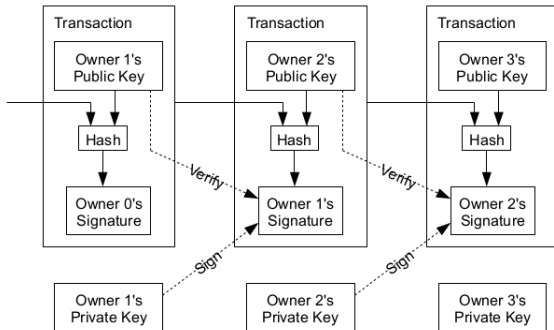 Transaction
Transaction
Transaction
Owner 1's
Public Key
Owner 2's
Public Key
Owner 3's
Public Key
Hash
Hash
Hash
Verify
Verify
Owner 0's
Signature
Owner 1's
Signature
Owner 2's
Signature
Sign
Sign
Owner 1's
Private Key
Owner 2's
Private Key
Owner 3's
Private Key